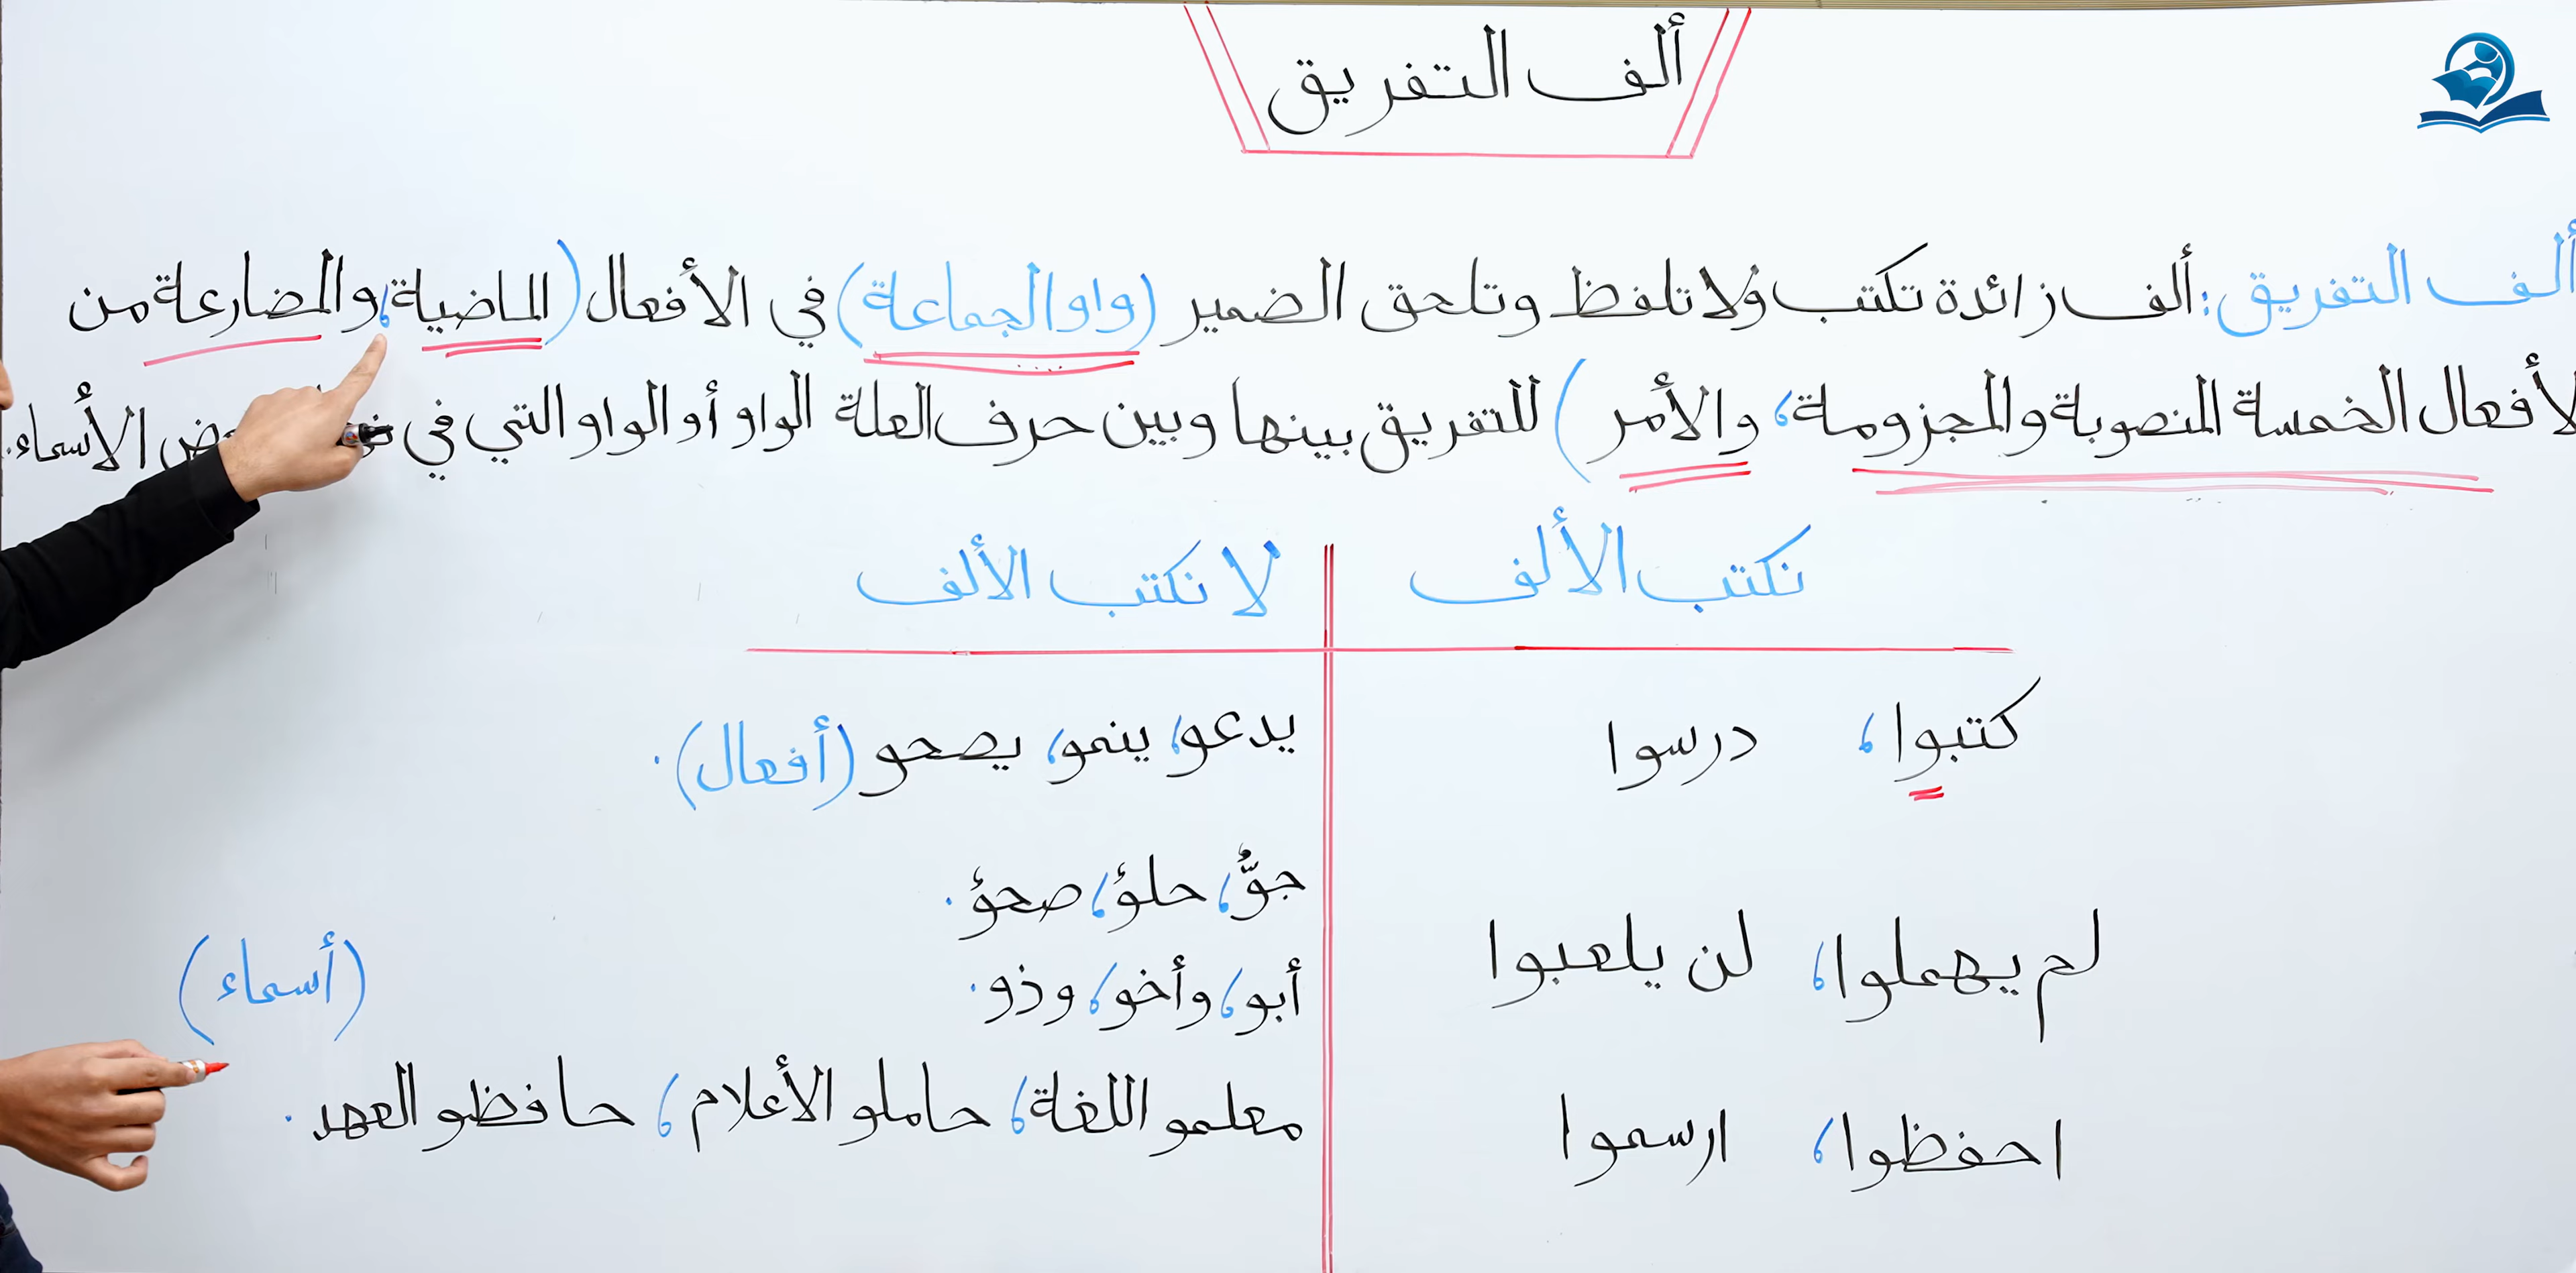 ألف التفريق
ألف التفريق: ألف زائدة تكتب ولا تلفظ وتلحق الضمير (واو الجماعة) في الأفعال (الماضية، والمضارعة من
لأفعال الخمسة المنصوبة والمجزومة، والأمر) للتفريق بينها وبين حرف العلة الواو أو الواو التي في الأسماء.
نكتب الألف
لا نكتب الألف
كتبوا، درسوا
يدعو، ينمو، يصحو (أفعال).
جوٌّ، حلوٌ، صحوٌ.
لم يهملوا، لن يلعبوا
أبو، وأخو، وذو.
(أسماء)
احفظوا، ارسموا
معلمو اللغة، حاملو الأعلام، حافظو العهد.